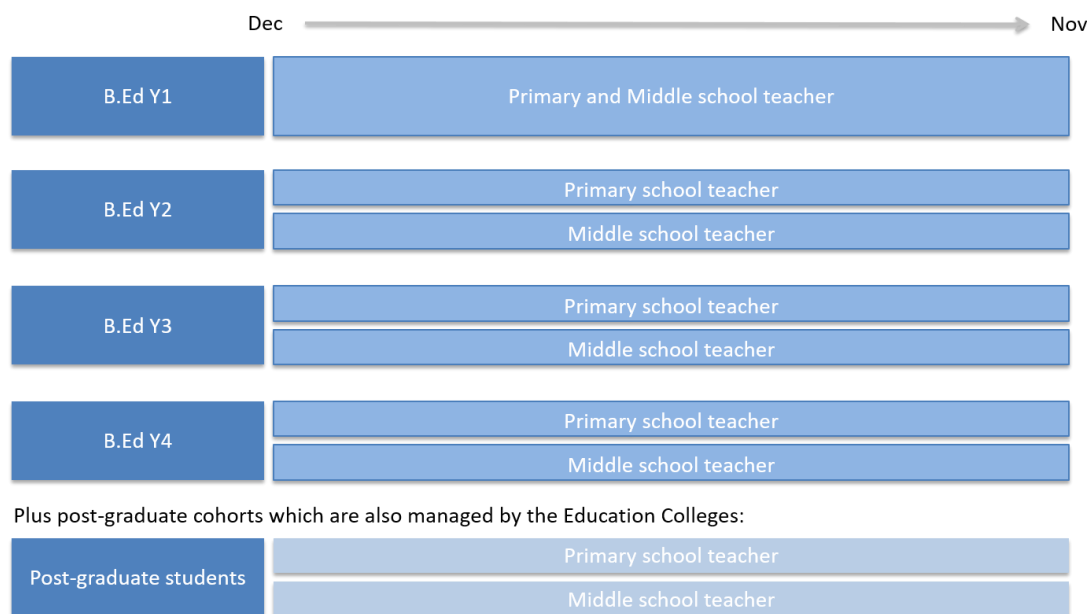 Dec Nov
B.Ed Y1
Primary and Middle school teacher
B.Ed Y2
Primary school teacher
Middle school teacher
B.Ed Y3
Primary school teacher
Middle school teacher
B.Ed Y4
Primary school teacher
Middle school teacher
Plus post-graduate cohorts which are also managed by the Education Colleges:
Post-graduate students
Primary school teacher
Middle school teacher